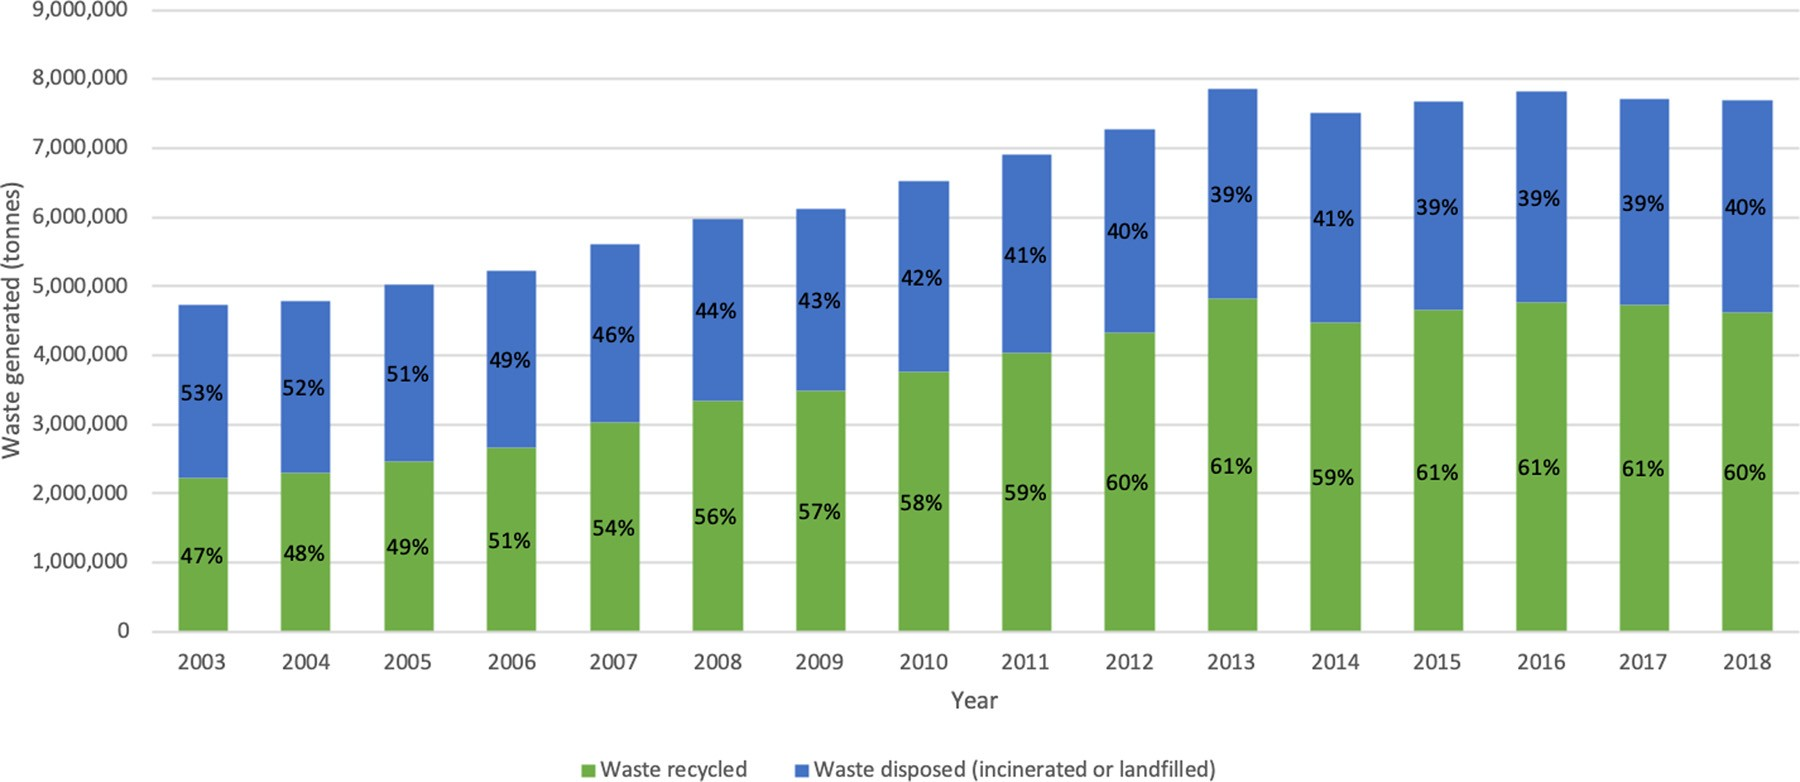 9,000,000
8,000,000
7,000,000
6,000,000
5,000,000
4,000,000
3,000,000
2,000,000
1,000,000
0
Waste generated (tonnes)
53% 52% 51% 49% 46% 44% 43% 42% 41% 40% 39% 41% 39% 39% 39% 40%
47% 48% 49% 51% 54% 56% 57% 58% 59% 60% 61% 59% 61% 61% 61% 60%
2003 2004 2005 2006 2007 2008 2009 2010 2011 2012 2013 2014 2015 2016 2017 2018
Year
Waste recycled Waste disposed (incinerated or landfilled)